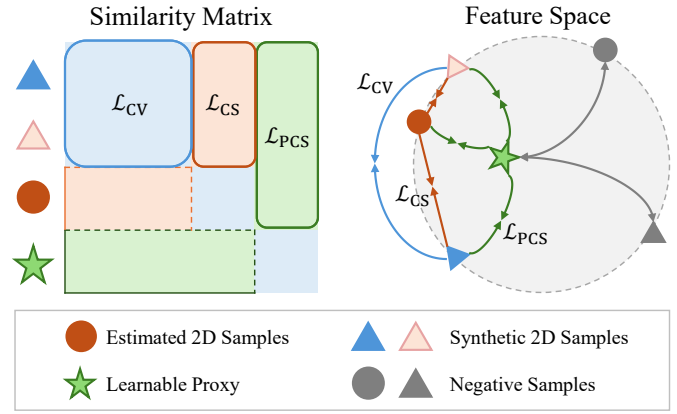 Similarity Matrix
Feature Space
ℒCV
ℒCS
ℒPCS
ℒCV
ℒCS
ℒPCS
Estimated 2D Samples
Synthetic 2D Samples
Learnable Proxy
Negative Samples